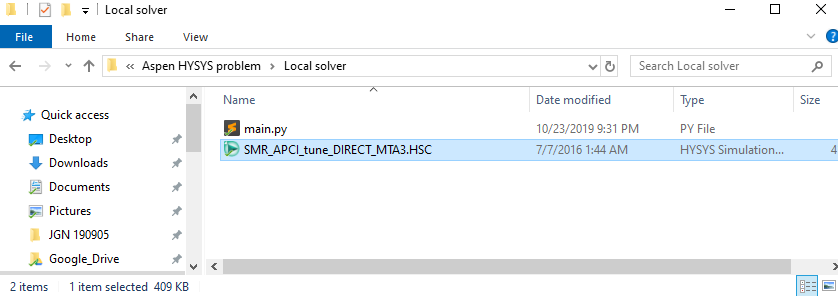 Local solver
File Home Share View
« Aspen HYSYS problem > Local solver Search Local solver
Quick access
Desktop
Downloads
Documents
Pictures
JGN 190905
Google_Drive
Name Date modified Type Size
main.py 10/23/2019 9:31 PM PY File
SMR_APCI_tune_DIRECT_MTA3.HSC 7/7/2016 1:44 AM HYSYS Simulation... 4
2 items 1 item selected 409 KB